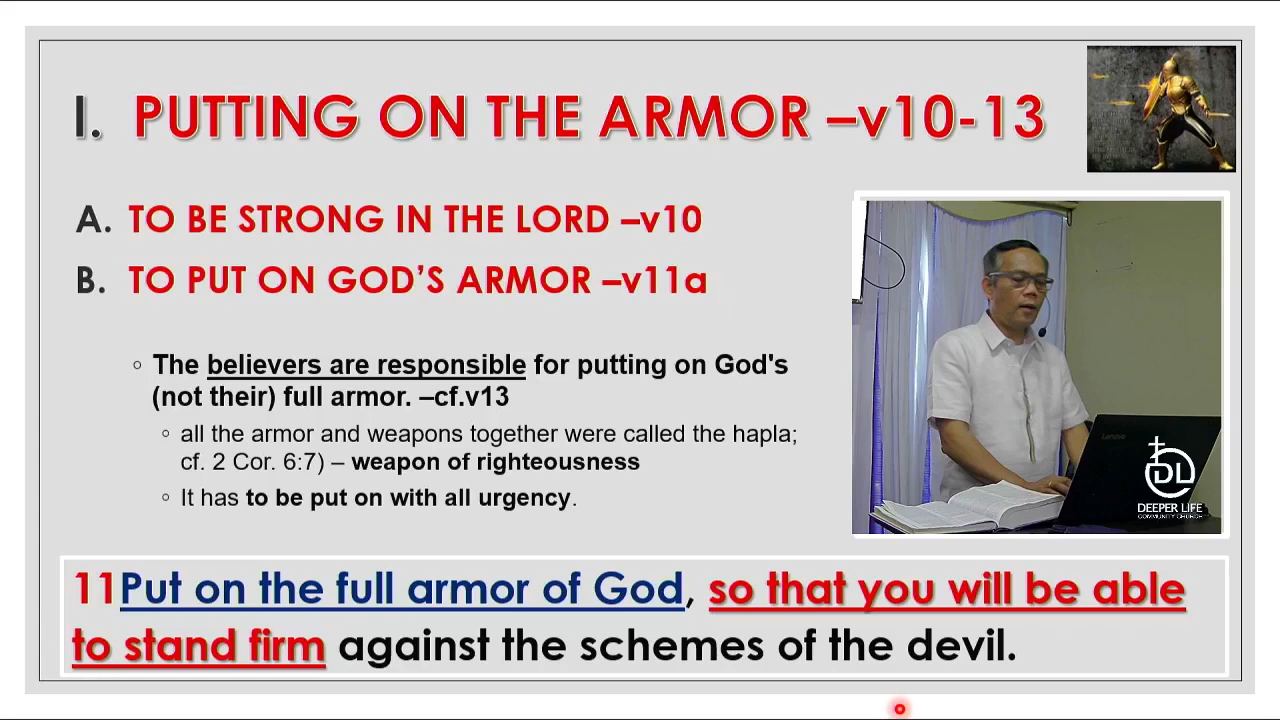 I. PUTTING ON THE ARMOR –v10-13
A. TO BE STRONG IN THE LORD –v10
B. TO PUT ON GOD'S ARMOR –v11a
The believers are responsible for putting on God's
(not their) full armor. –cf.v13
all the armor and weapons together were called the hapla;
cf. 2 Cor. 6:7) – weapon of righteousness
It has to be put on with all urgency.
Lenovo
DL
DEEPER LIFE
COMMUNITY CHURCH
11Put on the full armor of God, so that you will be able
to stand firm against the schemes of the devil.